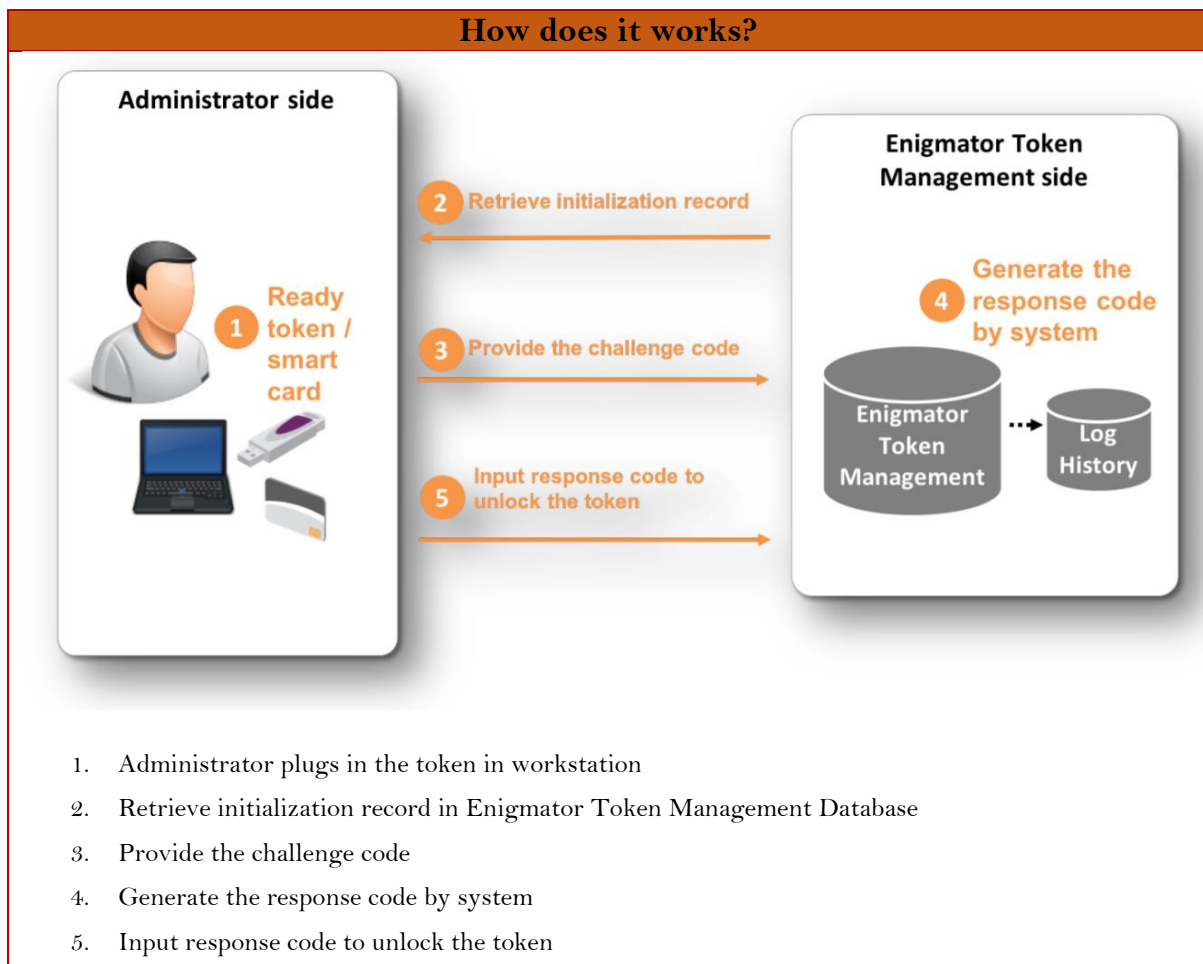 How does it works?
Administrator side
Enigmator Token
Management side
2 Retrieve initialization record
1 Ready
token /
smart
card
4 Generate the
response code
by system
3 Provide the challenge code
Enigmator
Token
Management
Log
History
5 Input response code to
unlock the token
1. Administrator plugs in the token in workstation
2. Retrieve initialization record in Enigmator Token Management Database
3. Provide the challenge code
4. Generate the response code by system
5. Input response code to unlock the token